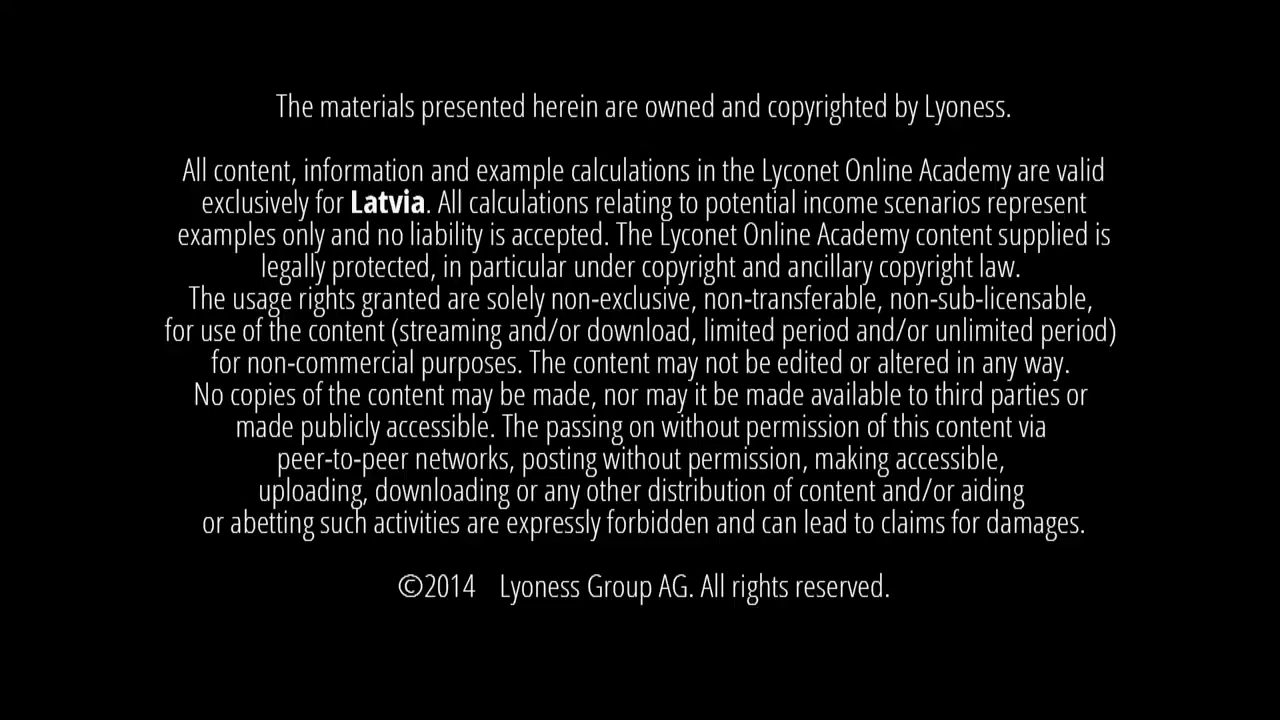 The materials presented herein are owned and copyrighted by Lyoness.
All content, information and example calculations in the Lyconet Online Academy are valid
exclusively for Latvia. All calculations relating to potential income scenarios represent
examples only and no liability is accepted. The Lyconet Online Academy content supplied is
legally protected, in particular under copyright and ancillary copyright law.
The usage rights granted are solely non-exclusive, non-transferable, non-sub-licensable,
for use of the content (streaming and/or download, limited period and/or unlimited period)
for non-commercial purposes. The content may not be edited or altered in any way.
No copies of the content may be made, nor may it be made available to third parties or
made publicly accessible. The passing on without permission of this content via
peer-to-peer networks, posting without permission, making accessible,
uploading, downloading or any other distribution of content and/or aiding
or abetting such activities are expressly forbidden and can lead to claims for damages.
©2014 Lyoness Group AG. All rights reserved.